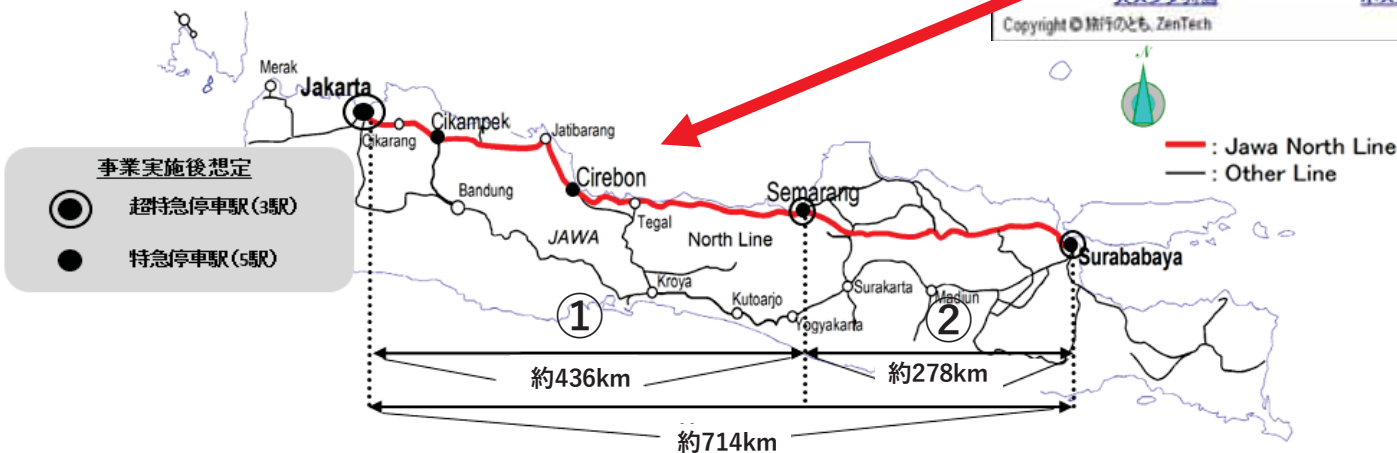 Copyright © 旅行のとも、ZenTech
N
Merak
Jakarta
Cikarang
Cikampek
Jatibarang
Bandung
Cirebon
Tegal
Semarang
JAWA
North Line
Kroya
Kutoarjo
Yogyakarta
Surakarta
Madiun
Surababaya
: Jawa North Line
: Other Line
事業実施後想定
超特急停車駅(3駅)
特急停車駅(5駅)
①
②
約436km
約278km
約714km